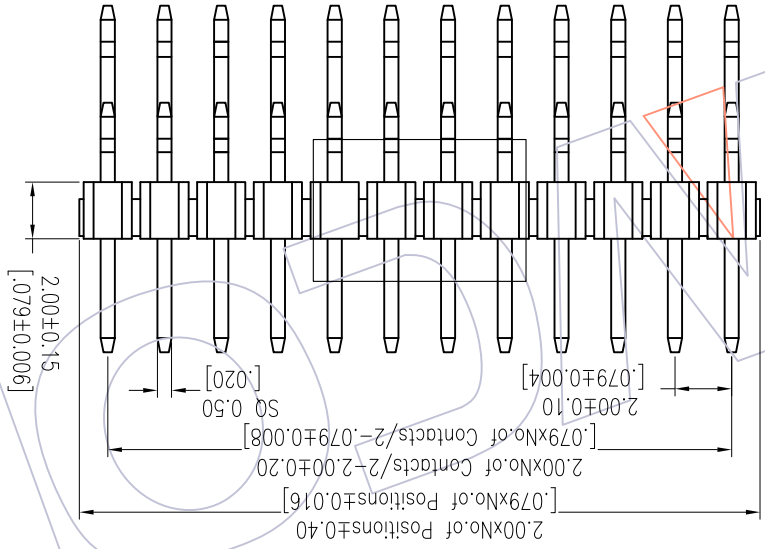 2.00xNo.of Positions±0.40
[.079xNo.of Positions±0.016]
2.00xNo.of Contacts/2-2.00±0.20
[.079xNo.of Contacts/2-.079±0.008]
2.00±0.10
[.079±0.004]
SQ 0.50
[.020]
2.00±0.15
[.079±0.006]